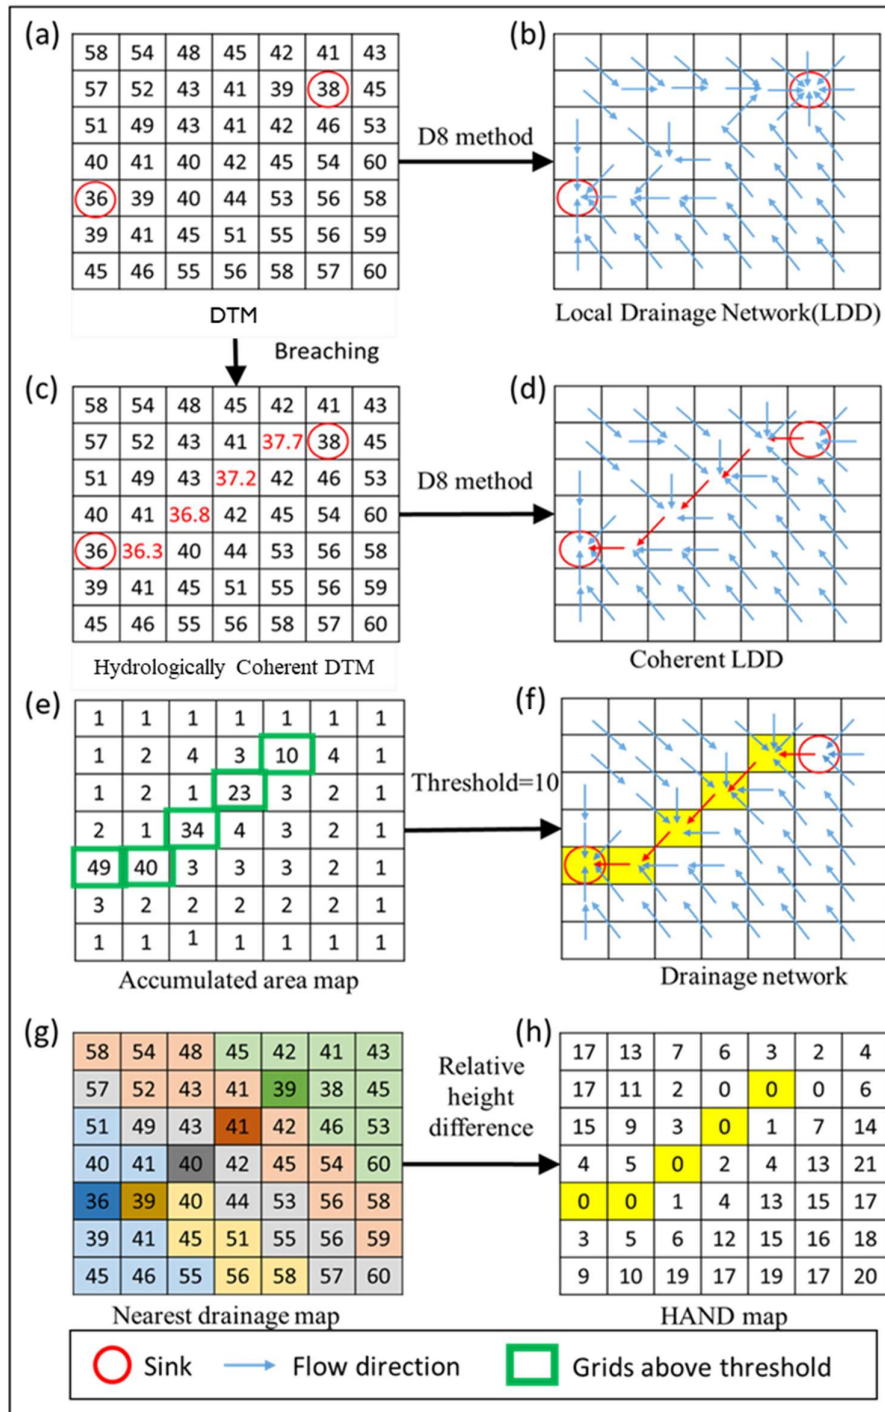 (a)
58 54 48 45 42 41 43
57 52 43 41 39 38 45
51 49 43 41 42 46 53
40 41 40 42 45 54 60
36 39 40 44 53 56 58
39 41 45 51 55 56 59
45 46 55 56 58 57 60
DTM
D8 method
(b)
Local Drainage Network(LDD)
Breaching
(c)
58 54 48 45 42 41 43
57 52 43 41 37.7 38 45
51 49 43 37.2 42 46 53
40 41 36.8 42 45 54 60
36 36.3 40 44 53 56 58
39 41 45 51 55 56 59
45 46 55 56 58 57 60
Hydrologically Coherent DTM
D8 method
(d)
Coherent LDD
(e)
1 1 1 1 1 1 1
1 2 4 3 10 4 1
1 2 1 23 3 2 1
2 1 34 4 3 2 1
49 40 3 3 3 2 1
3 2 2 2 2 2 1
1 1 1 1 1 1 1
Accumulated area map
Threshold=10
(f)
Drainage network
(g)
58 54 48 45 42 41 43
57 52 43 41 39 38 45
51 49 43 41 42 46 53
40 41 40 42 45 54 60
36 39 40 44 53 56 58
39 41 45 51 55 56 59
45 46 55 56 58 57 60
Nearest drainage map
Relative
height
difference
(h)
17 13 7 6 3 2 4
17 11 2 0 0 0 6
15 9 3 0 1 7 14
4 5 0 2 4 13 21
0 0 1 4 13 15 17
3 5 6 12 15 16 18
9 10 19 17 19 17 20
HAND map
Sink
Flow direction
Grids above threshold